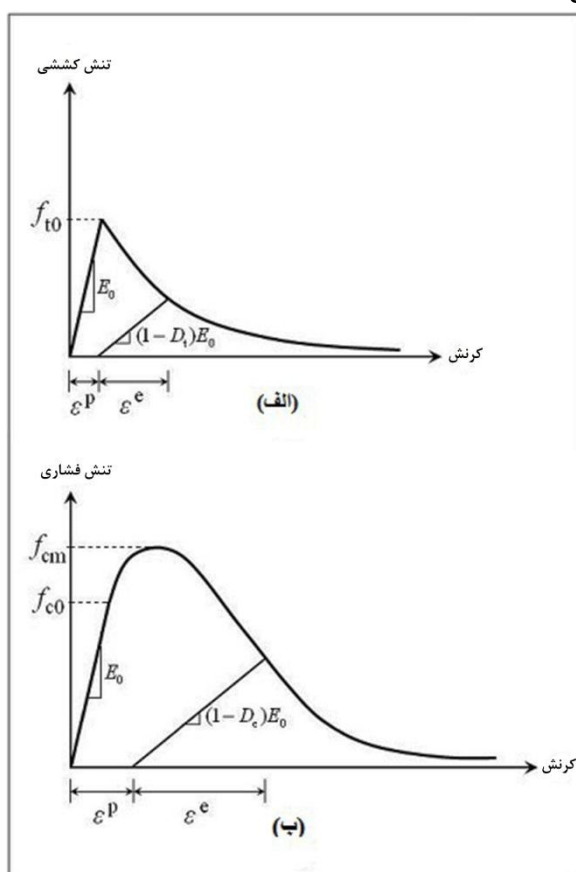 تنش کششی
f_t0
E_0
(1−D_t)E_0
کرنش
ε^p ε^e
(الف)
تنش فشاری
f_cm
f_c0
E_0
(1−D_c)E_0
کرنش
ε^p ε^e
(ب)